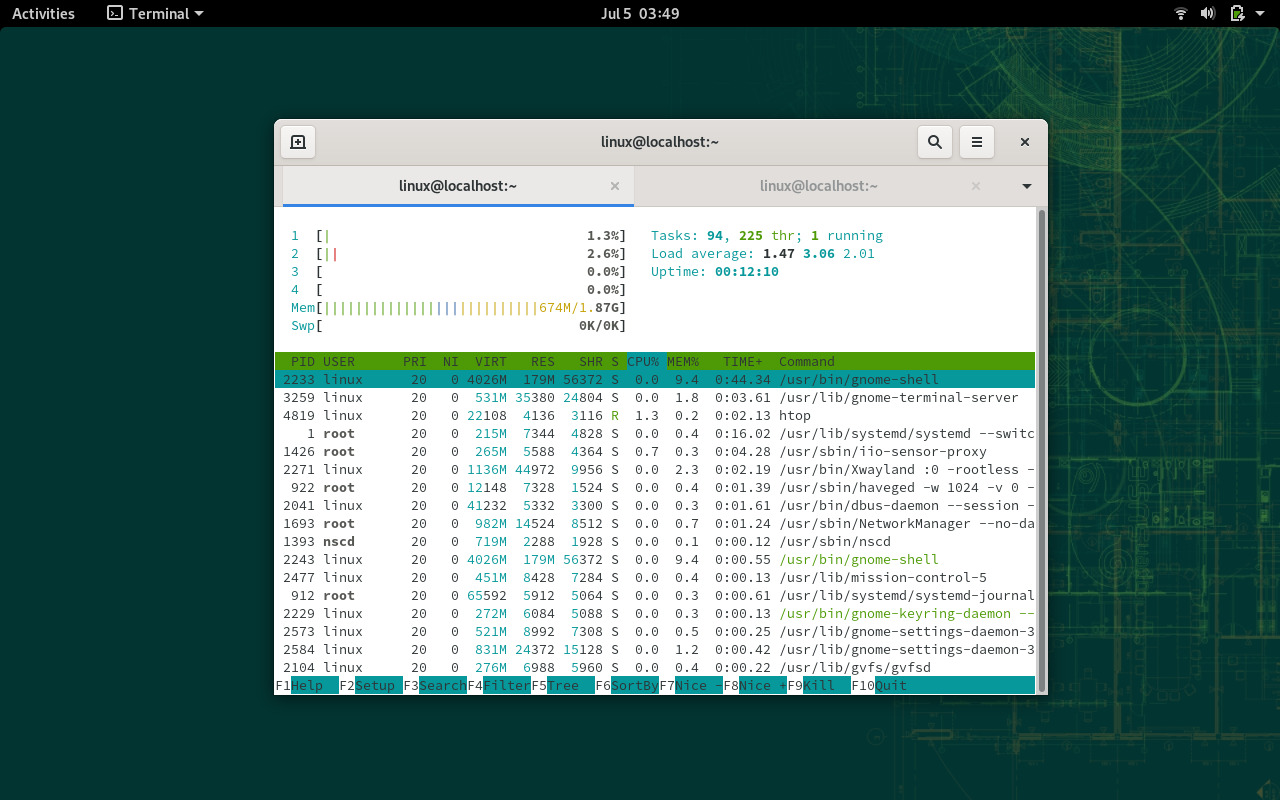 Activities Terminal Jul 5 03:49
linux@localhost:~
linux@localhost:~ linux@localhost:~
1 [| 1.3%] Tasks: 94, 225 thr; 1 running
2 [|| 2.6%] Load average: 1.47 3.06 2.01
3 [ 0.0%] Uptime: 00:12:10
4 [ 0.0%]
Mem[|||||||||||||||||||||||||||674M/1.87G]
Swp[ 0K/0K]
PID USER PRI NI VIRT RES SHR S CPU% MEM% TIME+ Command
2233 linux 20 0 4026M 179M 56372 S 0.0 9.4 0:44.34 /usr/bin/gnome-shell
3259 linux 20 0 531M 35380 24804 S 0.0 1.8 0:03.61 /usr/lib/gnome-terminal-server
4819 linux 20 0 22108 4136 3116 R 1.3 0.2 0:02.13 htop
1 root 20 0 215M 7344 4828 S 0.0 0.4 0:16.02 /usr/lib/systemd/systemd --switc
1426 root 20 0 265M 5588 4364 S 0.7 0.3 0:04.28 /usr/sbin/iio-sensor-proxy
2271 linux 20 0 1136M 44972 9956 S 0.0 2.3 0:02.19 /usr/bin/Xwayland :0 -rootless -
922 root 20 0 12148 7328 1524 S 0.0 0.4 0:01.39 /usr/sbin/haveged -w 1024 -v 0 -
2041 linux 20 0 41232 5332 3300 S 0.0 0.3 0:01.61 /usr/bin/dbus-daemon --session -
1693 root 20 0 982M 14524 8512 S 0.0 0.7 0:01.24 /usr/sbin/NetworkManager --no-da
1393 nscd 20 0 719M 2288 1928 S 0.0 0.1 0:00.12 /usr/sbin/nscd
2243 linux 20 0 4026M 179M 56372 S 0.0 9.4 0:00.55 /usr/bin/gnome-shell
2477 linux 20 0 451M 8428 7284 S 0.0 0.4 0:00.13 /usr/lib/mission-control-5
912 root 20 0 65592 5912 5064 S 0.0 0.3 0:00.61 /usr/lib/systemd/systemd-journal
2229 linux 20 0 272M 6084 5088 S 0.0 0.3 0:00.13 /usr/bin/gnome-keyring-daemon --
2573 linux 20 0 521M 8992 7308 S 0.0 0.5 0:00.25 /usr/lib/gnome-settings-daemon-3
2584 linux 20 0 831M 24372 15128 S 0.0 1.2 0:00.42 /usr/lib/gnome-settings-daemon-3
2104 linux 20 0 276M 6988 5960 S 0.0 0.4 0:00.22 /usr/lib/gvfs/gvfsd
F1Help F2Setup F3SearchF4FilterF5Tree F6SortByF7Nice -F8Nice +F9Kill F10Quit